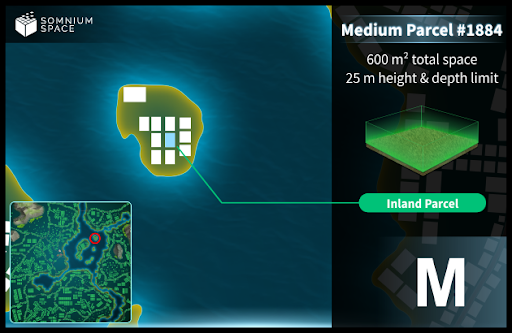 SOMNIUM
SPACE
Medium Parcel #1884
600 m² total space
25 m height & depth limit
Inland Parcel
M